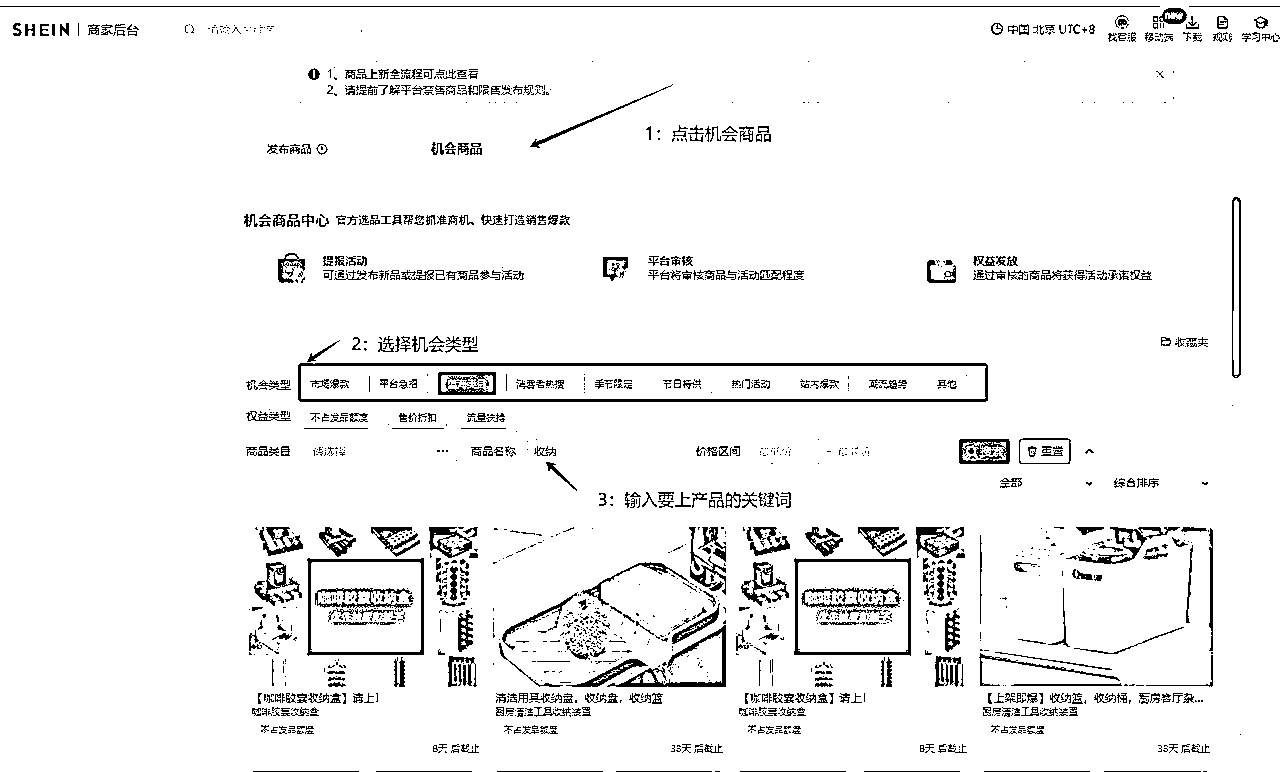 SHEIN | 商家后台
中国 北京 UTC+8
new
找客服 移动端 下载 规则 学习中心
1、商品上新全流程可点此查看
2、请提前了解平台禁售商品和限售发布规则。
1：点击机会商品
发布商品
机会商品
机会商品中心 官方选品工具帮您抓准商机、快速打造销售爆款
提报活动
可通过发布新品或提报已有商品参与活动
平台审核
平台将审核商品与活动匹配程度
权益发放
通过审核的商品将获得活动承诺权益
2：选择机会类型
收藏夹
机会类型 市场爆款 平台急招 消费者热搜 季节限定 节日特供 热门活动 站内爆款 潮流趋势 其他
权益类型 不占发品额度 售价折扣 流量扶持
商品类目 请选择 商品名称 收纳 价格区间 搜索 重置
全部 综合排序
3：输入要上产品的关键词
咖啡胶囊收纳盒
咖啡胶囊收纳盒
【咖啡胶囊收纳盒】请上！
咖啡胶囊收纳盒
不占发品额度
8天 后截止
清洁用具收纳盒，收纳盘，收纳篮
厨房清洁工具收纳装置
不占发品额度
38天 后截止
【咖啡胶囊收纳盒】请上！
咖啡胶囊收纳盒
不占发品额度
8天 后截止
【上架即爆】收纳篮，收纳桶，厨房客厅杂...
厨房清洁工具收纳装置
不占发品额度
38天 后截止